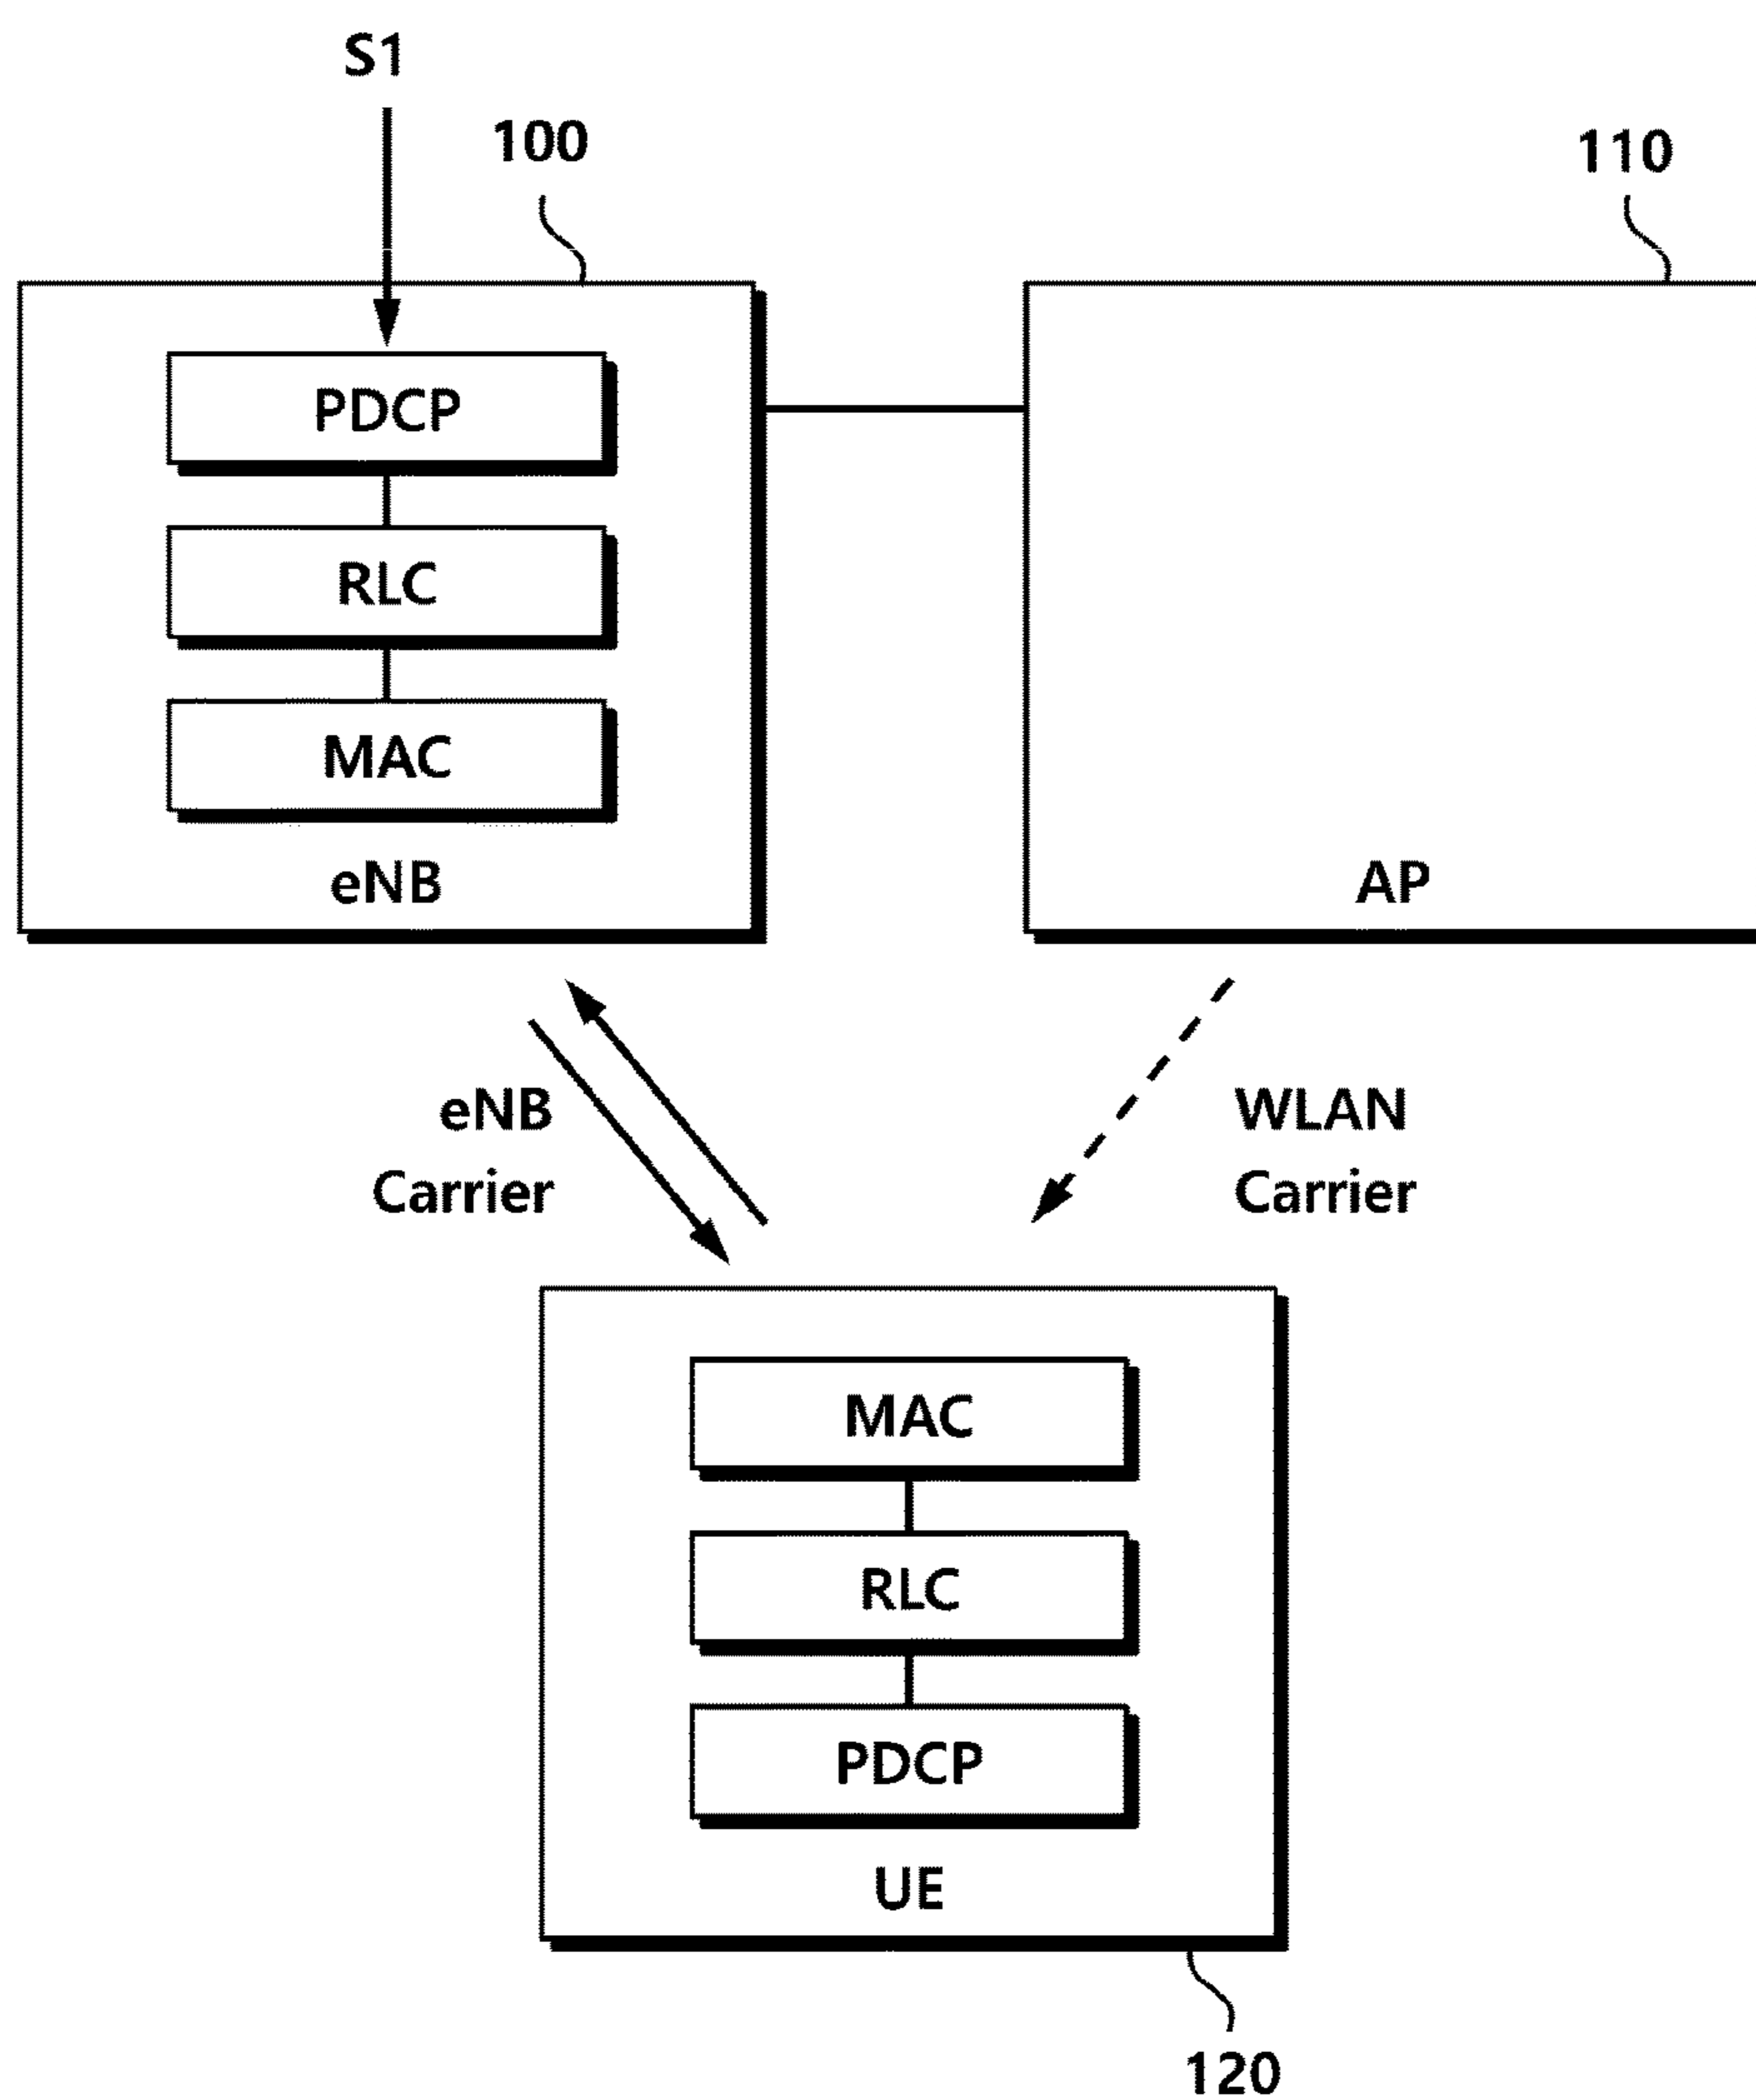 S1
100
110
PDCP
RLC
MAC
eNB
AP
eNB
Carrier
WLAN
Carrier
MAC
RLC
PDCP
UE
120